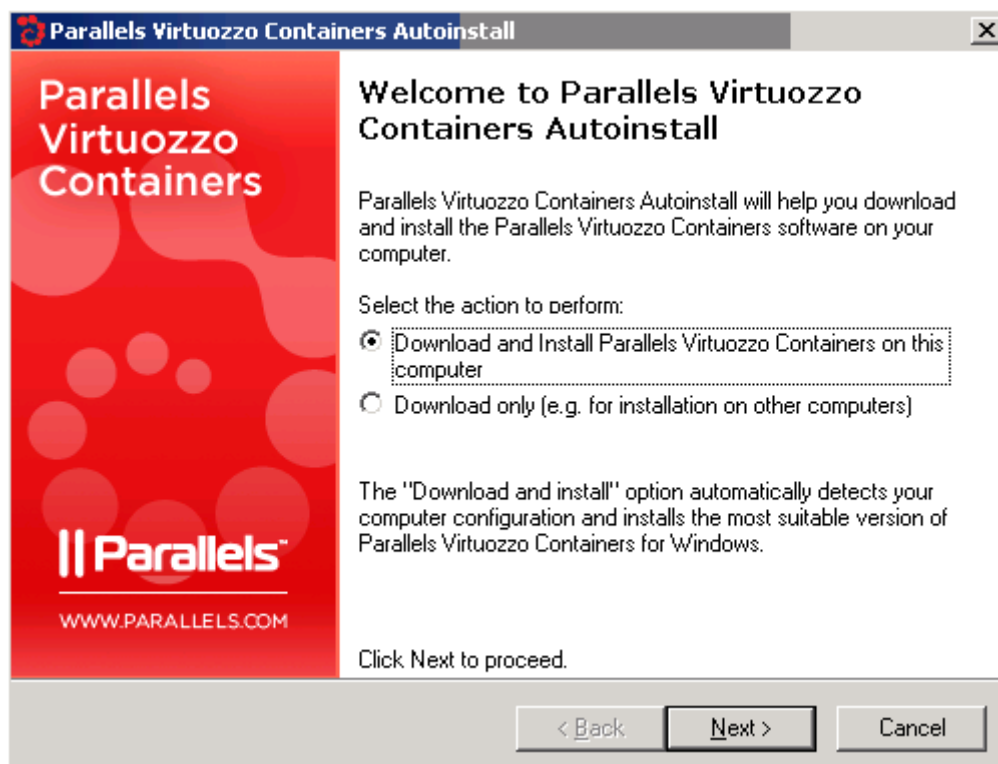 Parallels Virtuozzo Containers Autoinstall
Parallels
Virtuozzo
Containers
Parallels™
WWW.PARALLELS.COM
Welcome to Parallels Virtuozzo
Containers Autoinstall
Parallels Virtuozzo Containers Autoinstall will help you download
and install the Parallels Virtuozzo Containers software on your
computer.
Select the action to perform:
Download and Install Parallels Virtuozzo Containers on this
computer
Download only (e.g. for installation on other computers)
The "Download and install" option automatically detects your
computer configuration and installs the most suitable version of
Parallels Virtuozzo Containers for Windows.
Click Next to proceed.
< Back
Next >
Cancel